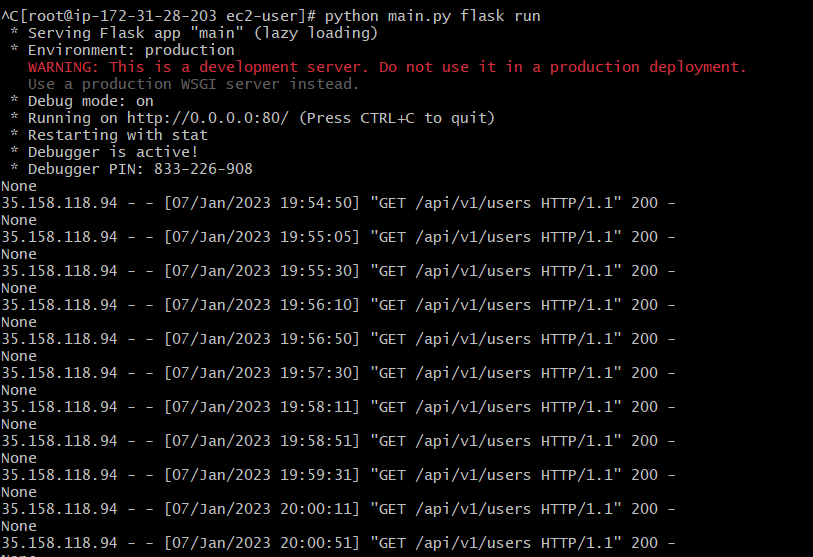 ^C[root@ip-172-31-28-203 ec2-user]# python main.py flask run
 * Serving Flask app "main" (lazy loading)
 * Environment: production
   WARNING: This is a development server. Do not use it in a production deployment.
   Use a production WSGI server instead.
 * Debug mode: on
 * Running on http://0.0.0.0:80/ (Press CTRL+C to quit)
 * Restarting with stat
 * Debugger is active!
 * Debugger PIN: 833-226-908
None
35.158.118.94 - - [07/Jan/2023 19:54:50] "GET /api/v1/users HTTP/1.1" 200 -
None
35.158.118.94 - - [07/Jan/2023 19:55:05] "GET /api/v1/users HTTP/1.1" 200 -
None
35.158.118.94 - - [07/Jan/2023 19:55:30] "GET /api/v1/users HTTP/1.1" 200 -
None
35.158.118.94 - - [07/Jan/2023 19:56:10] "GET /api/v1/users HTTP/1.1" 200 -
None
35.158.118.94 - - [07/Jan/2023 19:56:50] "GET /api/v1/users HTTP/1.1" 200 -
None
35.158.118.94 - - [07/Jan/2023 19:57:30] "GET /api/v1/users HTTP/1.1" 200 -
None
35.158.118.94 - - [07/Jan/2023 19:58:11] "GET /api/v1/users HTTP/1.1" 200 -
None
35.158.118.94 - - [07/Jan/2023 19:58:51] "GET /api/v1/users HTTP/1.1" 200 -
None
35.158.118.94 - - [07/Jan/2023 19:59:31] "GET /api/v1/users HTTP/1.1" 200 -
None
35.158.118.94 - - [07/Jan/2023 20:00:11] "GET /api/v1/users HTTP/1.1" 200 -
None
35.158.118.94 - - [07/Jan/2023 20:00:51] "GET /api/v1/users HTTP/1.1" 200 -